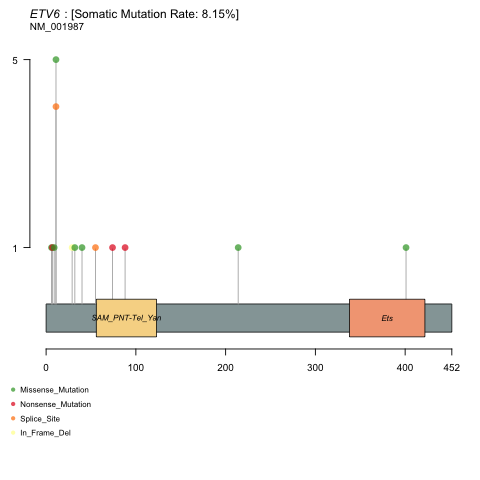 ETV6 : [Somatic Mutation Rate: 8.15%]
NM_001987
5
1
SAM_PNT-Tel_Yan
Ets
0 100 200 300 400 452
Missense_Mutation
Nonsense_Mutation
Splice_Site
In_Frame_Del